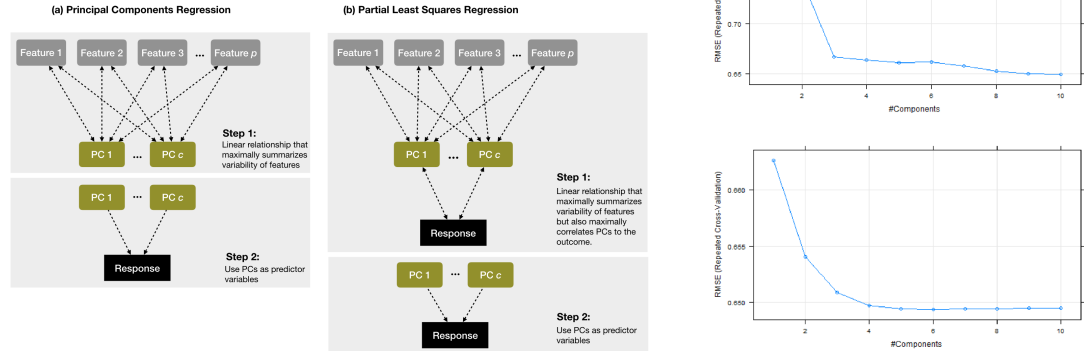 (a) Principal Components Regression
Feature 1 Feature 2 Feature 3 ... Feature p
Step 1:
Linear relationship that
maximally summarizes
variability of features
PC 1 ... PC c
PC 1 ... PC c
Response
Step 2:
Use PCs as predictor
variables
(b) Partial Least Squares Regression
Feature 1 Feature 2 Feature 3 ... Feature p
PC 1 ... PC c
Step 1:
Linear relationship that
maximally summarizes
variability of features
but also maximally
correlates PCs to the
outcome.
Response
PC 1 ... PC c
Step 2:
Use PCs as predictor
variables
Response
RMSE (Repeated
0.70
0.65
2 4 6 8 10
#Components
RMSE (Repeated Cross-Validation)
0.660
0.655
0.650
2 4 6 8 10
#Components